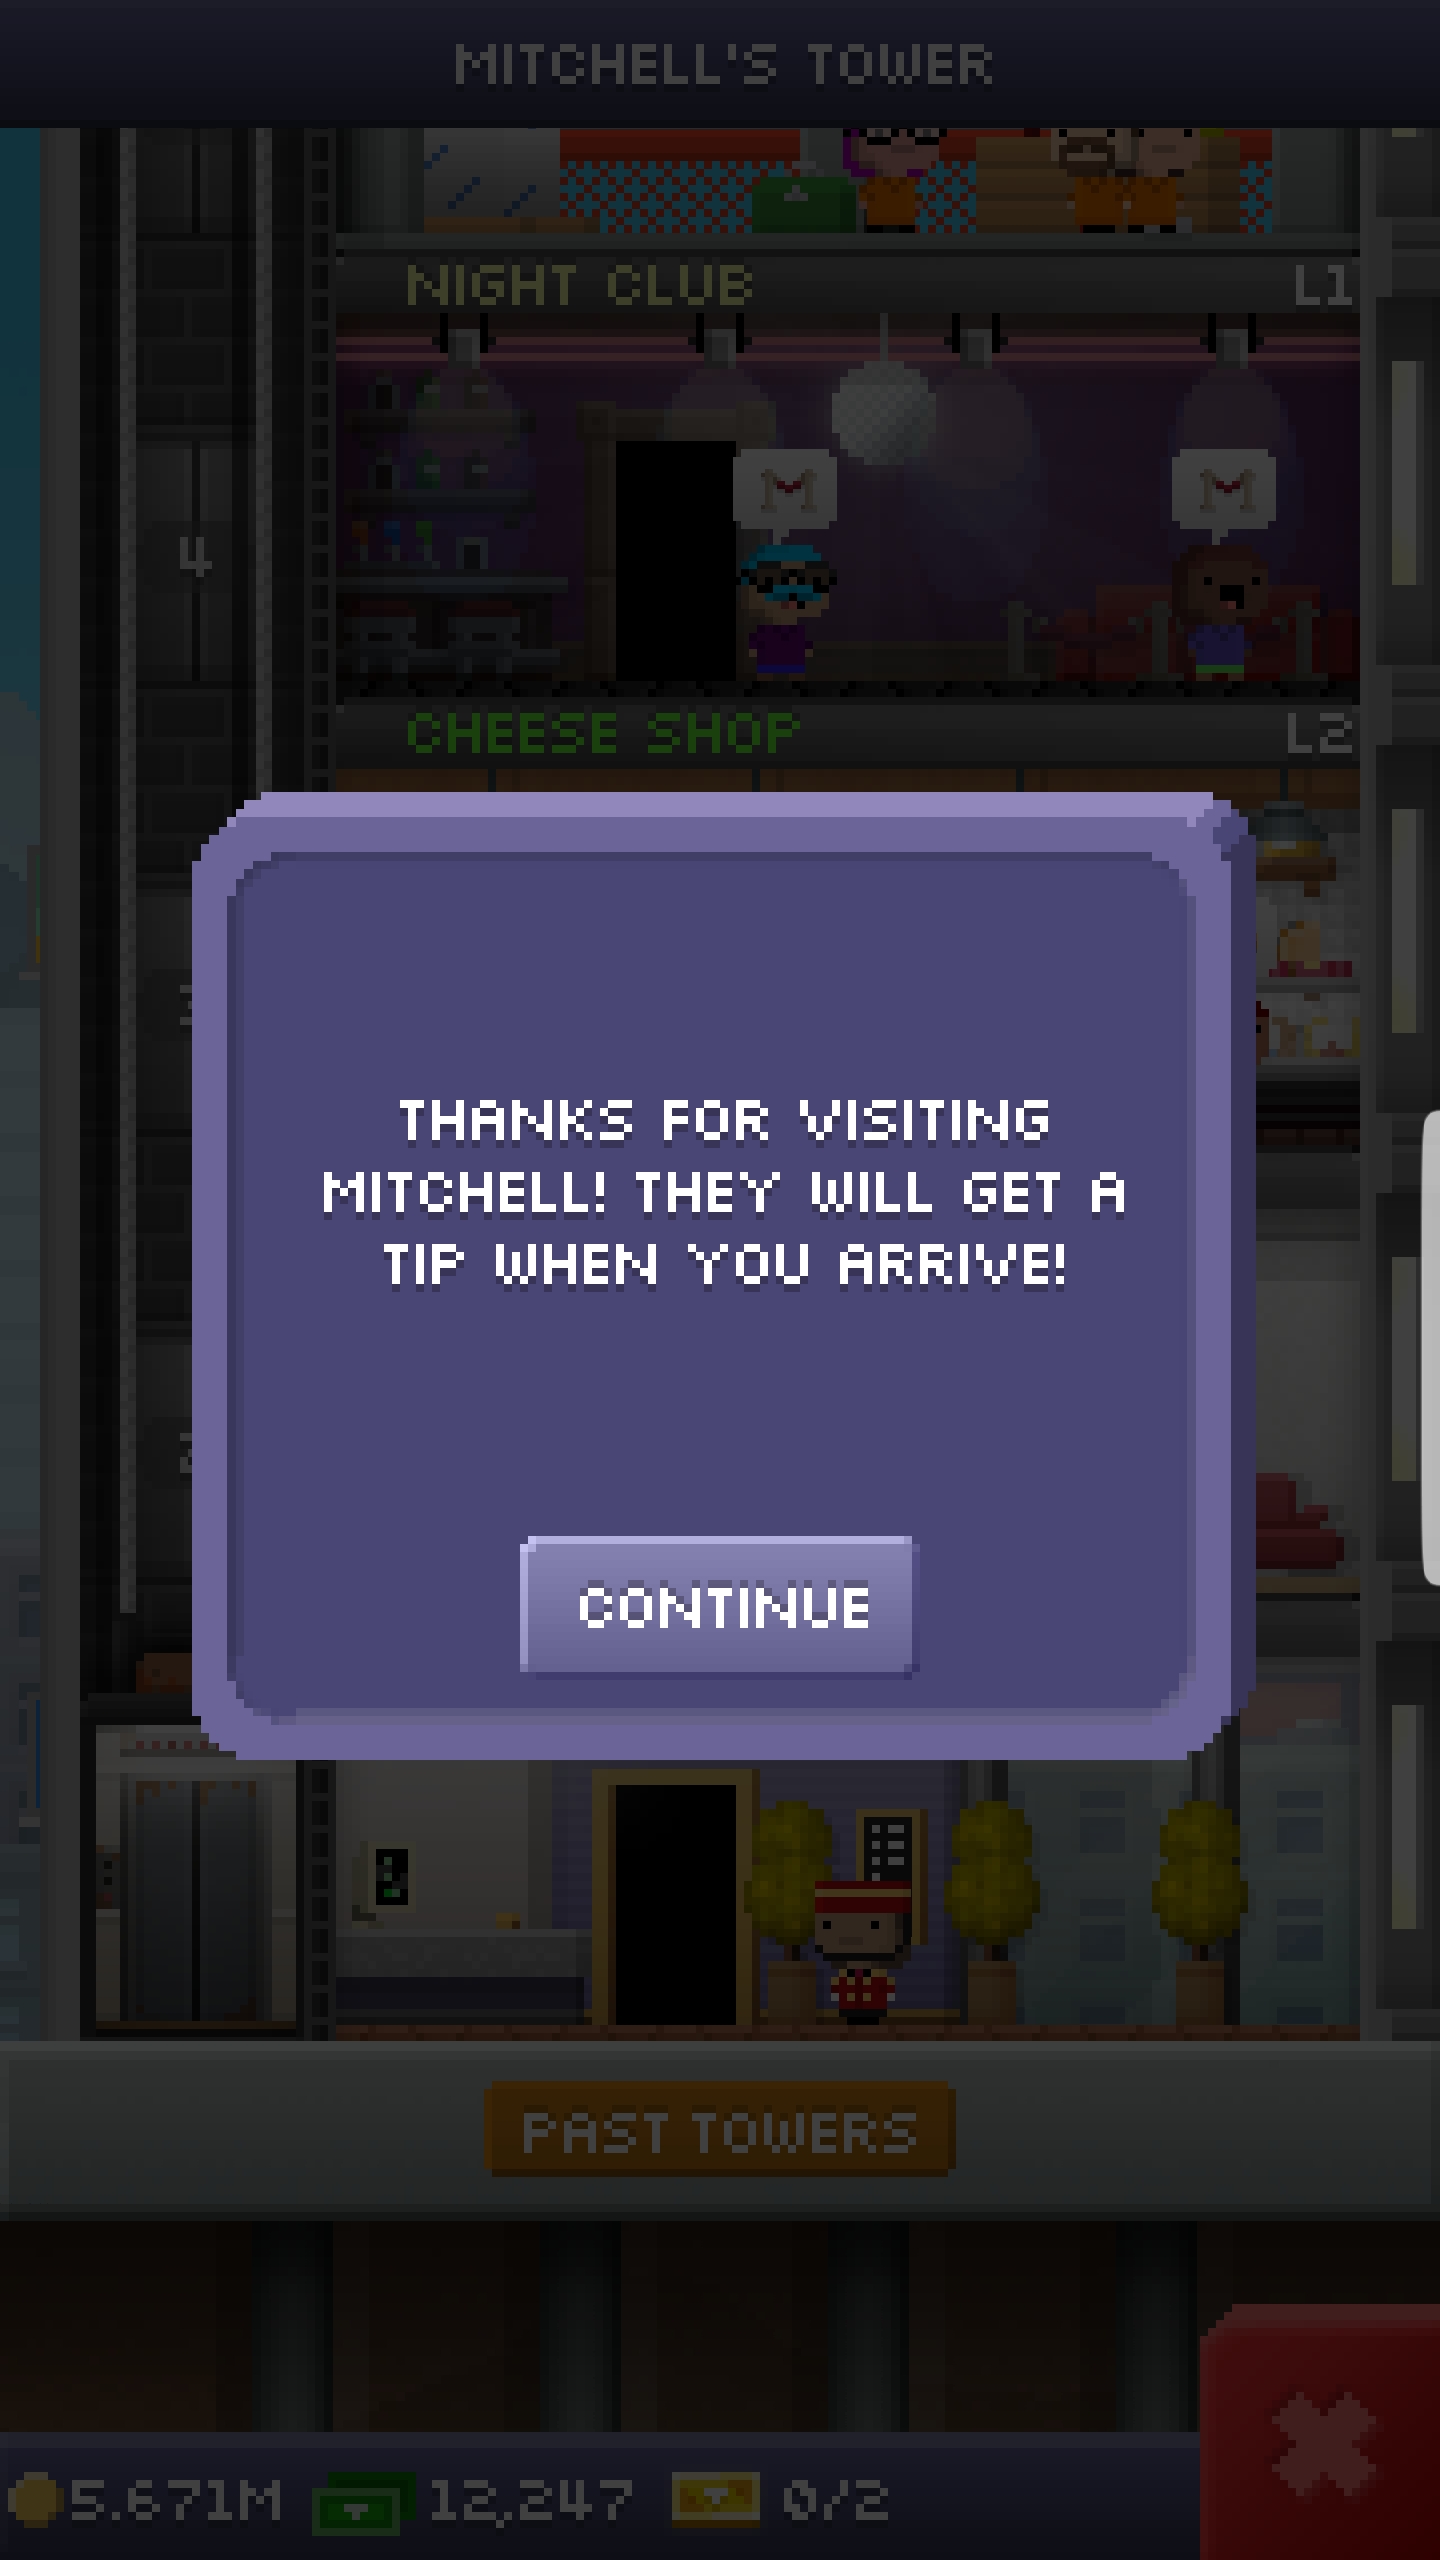 MITCHELL'S TOWER
NIGHT CLUB L1
4
CHEESE SHOP L2
THANKS FOR VISITING
MITCHELL! THEY WILL GET A
TIP WHEN YOU ARRIVE!
CONTINUE
PAST TOWERS
5.671M 12,247 0/2